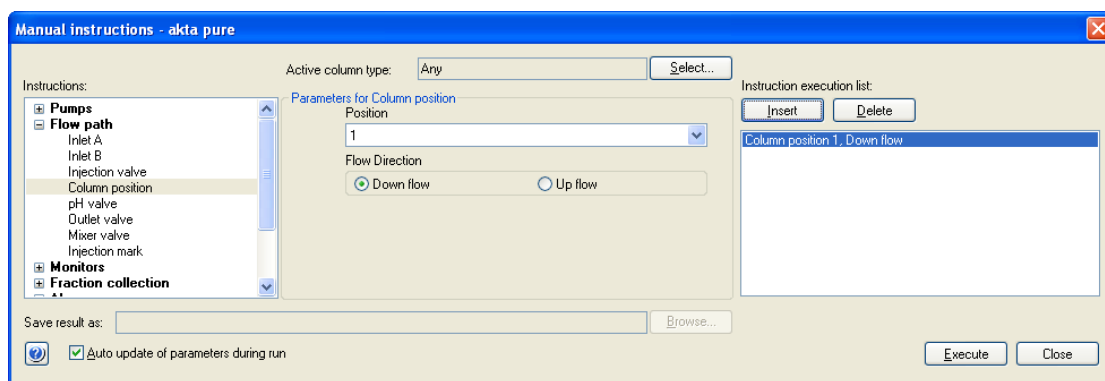 Manual instructions - akta pure
Active column type: Any Select...
Instructions:
Pumps
Flow path
Inlet A
Inlet B
Injection valve
Column position
pH valve
Outlet valve
Mixer valve
Injection mark
Monitors
Fraction collection
Parameters for Column position
Position
1
Flow Direction
Down flow Up flow
Instruction execution list:
Insert Delete
Column position 1, Down flow
Save result as: Browse...
Auto update of parameters during run
Execute Close